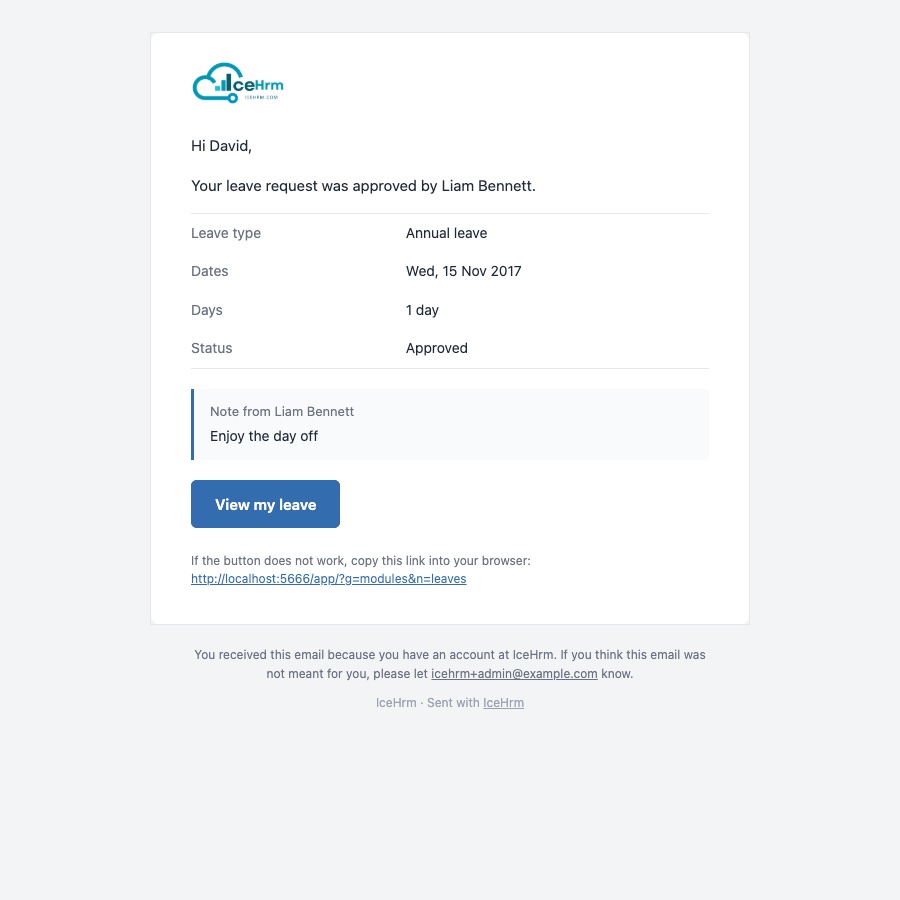 IceHrm
ICEHRM.COM
Hi David,
Your leave request was approved by Liam Bennett.
Leave type Annual leave
Dates Wed, 15 Nov 2017
Days 1 day
Status Approved
Note from Liam Bennett
Enjoy the day off
View my leave
If the button does not work, copy this link into your browser:
http://localhost:5666/app/?g=modules&n=leaves
You received this email because you have an account at IceHrm. If you think this email was
not meant for you, please let icehrm+admin@example.com know.
IceHrm · Sent with IceHrm